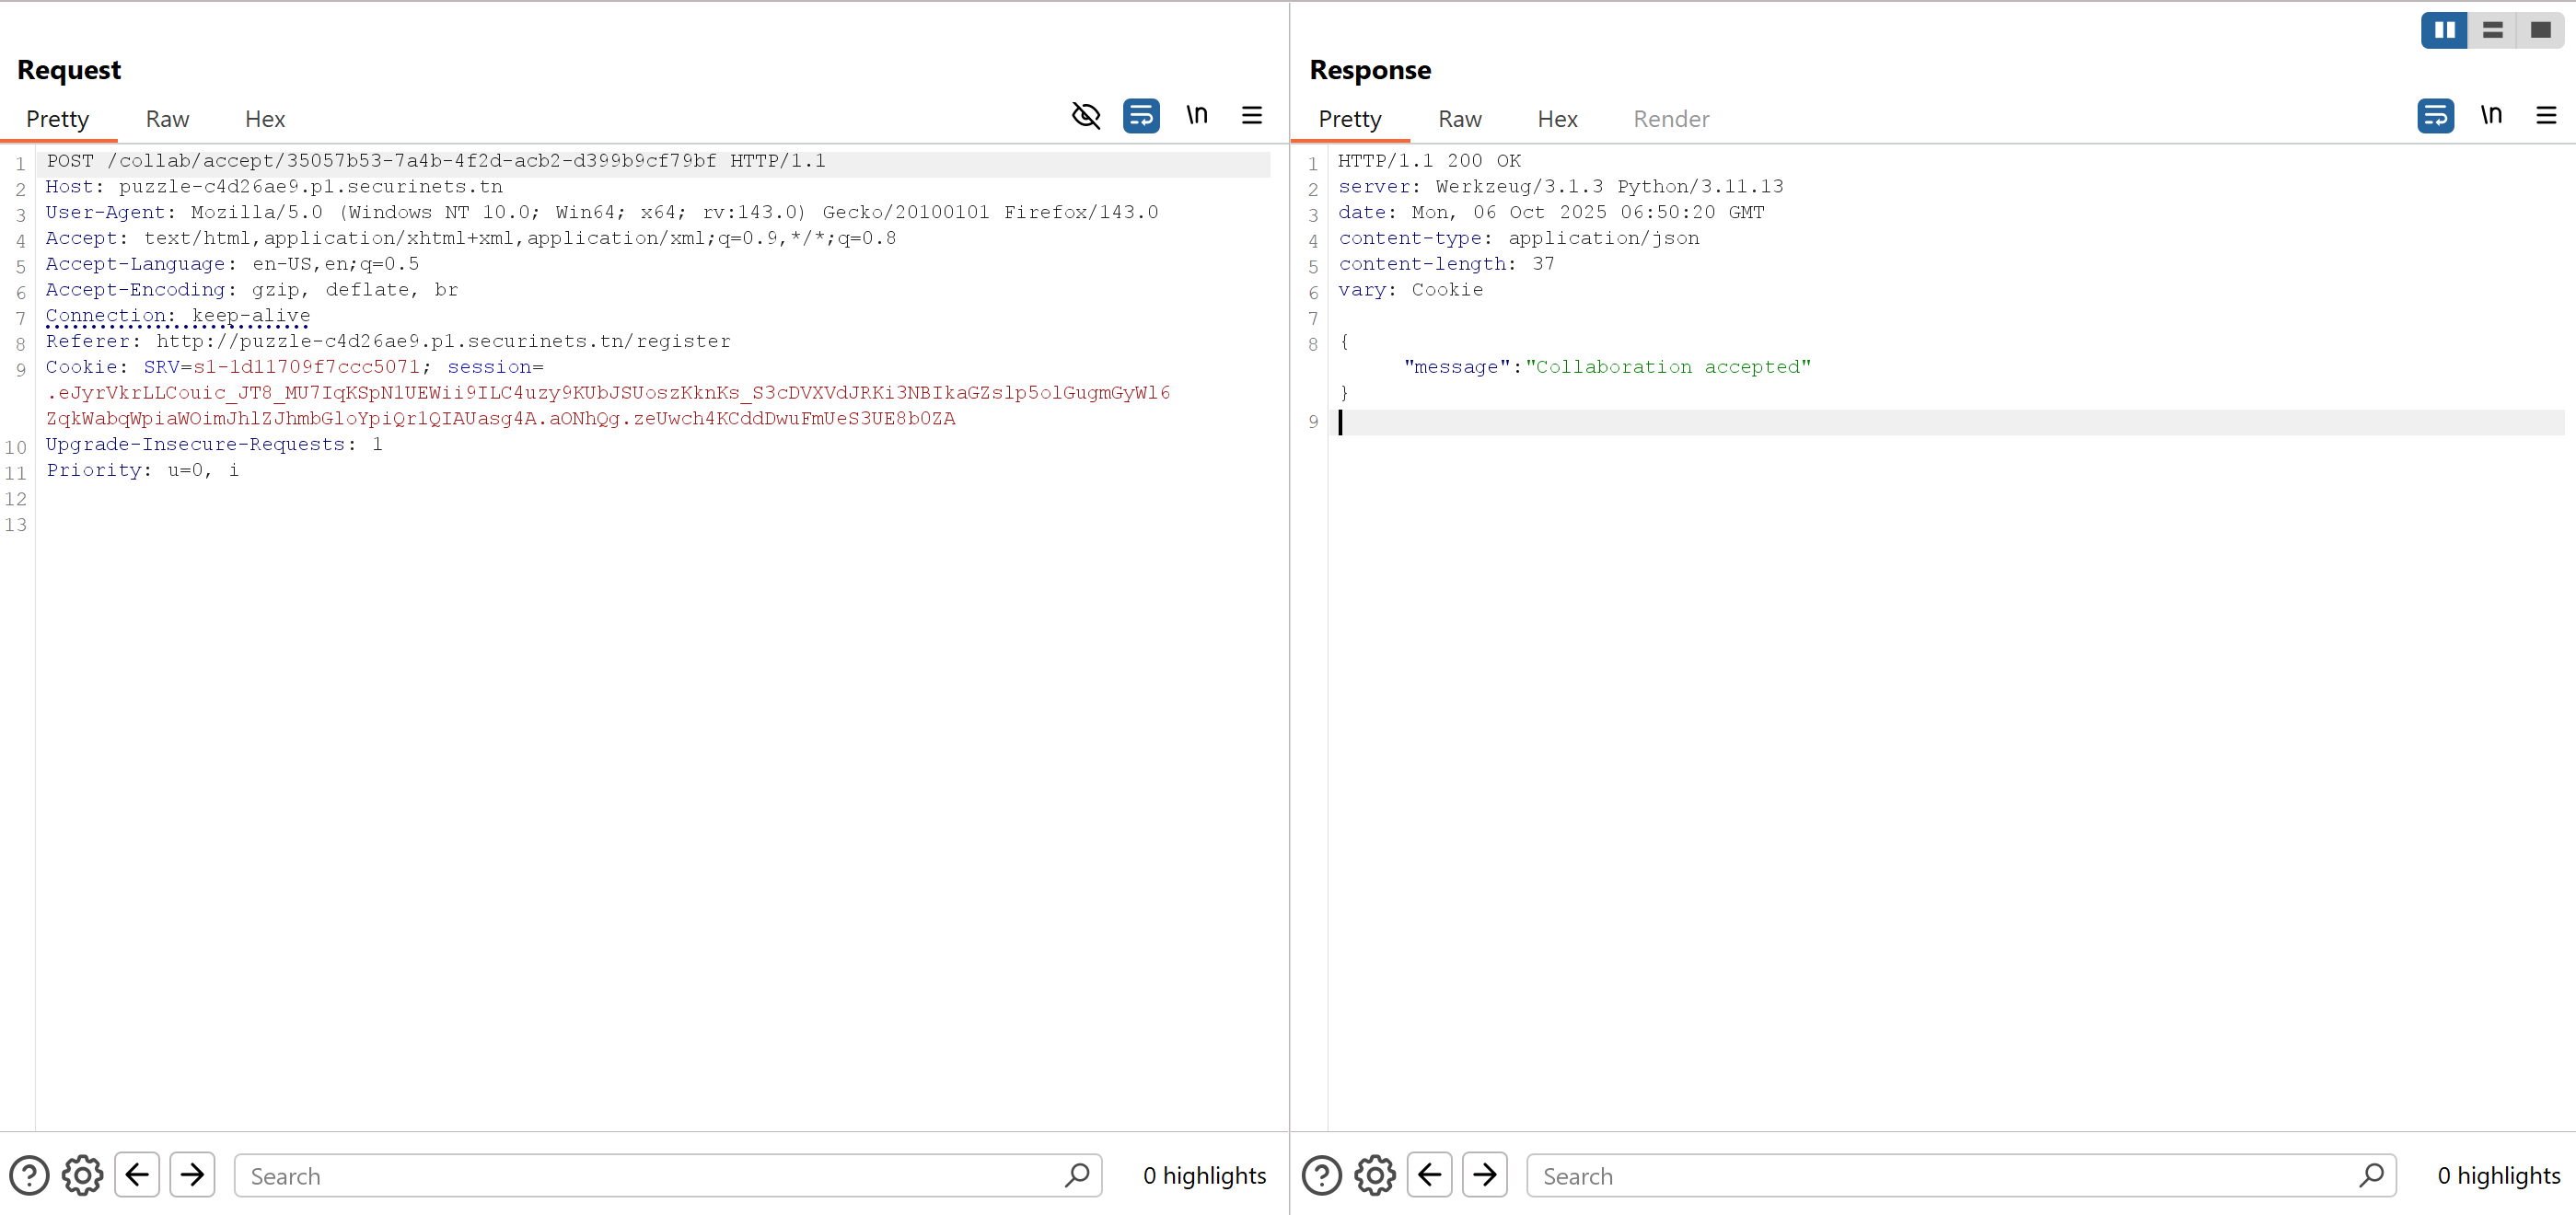 Request
Pretty Raw Hex \n
1 POST /collab/accept/35057b53-7a4b-4f2d-acb2-d399b9cf79bf HTTP/1.1
2 Host: puzzle-c4d26ae9.p1.securinets.tn
3 User-Agent: Mozilla/5.0 (Windows NT 10.0; Win64; x64; rv:143.0) Gecko/20100101 Firefox/143.0
4 Accept: text/html,application/xhtml+xml,application/xml;q=0.9,*/*;q=0.8
5 Accept-Language: en-US,en;q=0.5
6 Accept-Encoding: gzip, deflate, br
7 Connection: keep-alive
8 Referer: http://puzzle-c4d26ae9.p1.securinets.tn/register
9 Cookie: SRV=s1-1d11709f7ccc5071; session=
.eJyrVkrLLCouic_JT8_MU7IqKSpN1UEWii9ILC4uzy9KUbJSUoszKknKs_S3cDVXVdJRKi3NBIkaGZslp5olGugmGyWl6
ZqkWabqWpiaWOimJhlZJhmbGloYpiQr1QIAUasg4A.aONhQg.zeUwch4KCddDwuFmUeS3UE8b0ZA
10 Upgrade-Insecure-Requests: 1
11 Priority: u=0, i
12
13
Search 0 highlights
Response
Pretty Raw Hex Render \n
1 HTTP/1.1 200 OK
2 server: Werkzeug/3.1.3 Python/3.11.13
3 date: Mon, 06 Oct 2025 06:50:20 GMT
4 content-type: application/json
5 content-length: 37
6 vary: Cookie
7
8 {
"message":"Collaboration accepted"
}
9
Search 0 highlights